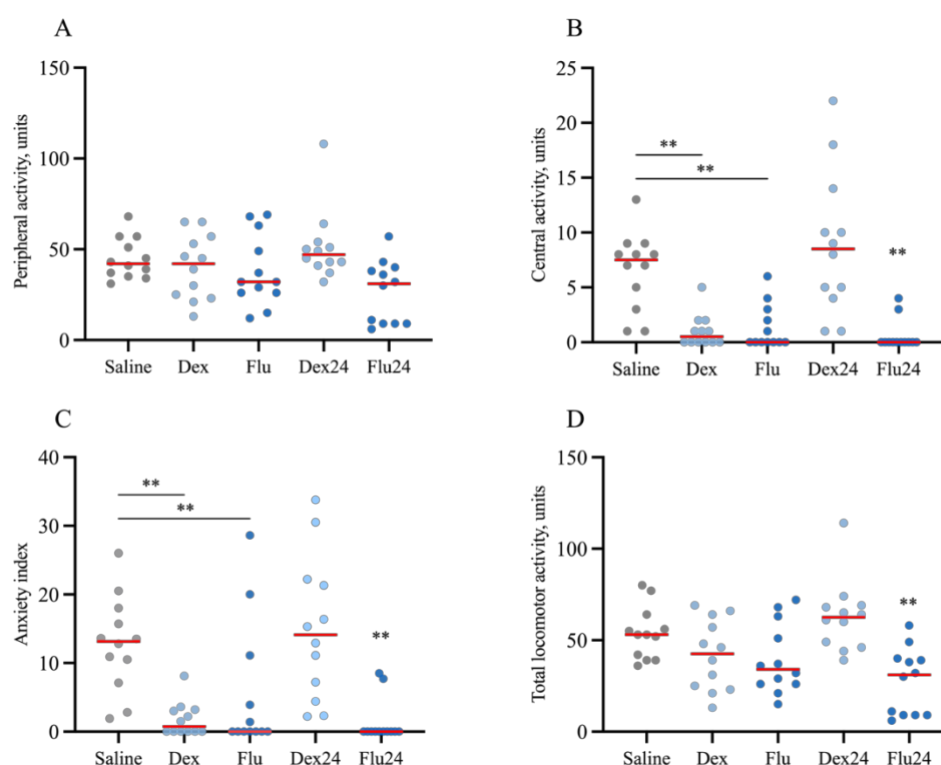 A
Peripheral activity, units
150
100
50
0
Saline Dex Flu Dex24 Flu24
B
Central activity, units
25
20
15
10
5
0
**
**
**
Saline Dex Flu Dex24 Flu24
C
Anxiety index
40
30
20
10
0
**
**
**
Saline Dex Flu Dex24 Flu24
D
Total locomotor activity, units
150
100
50
0
**
Saline Dex Flu Dex24 Flu24